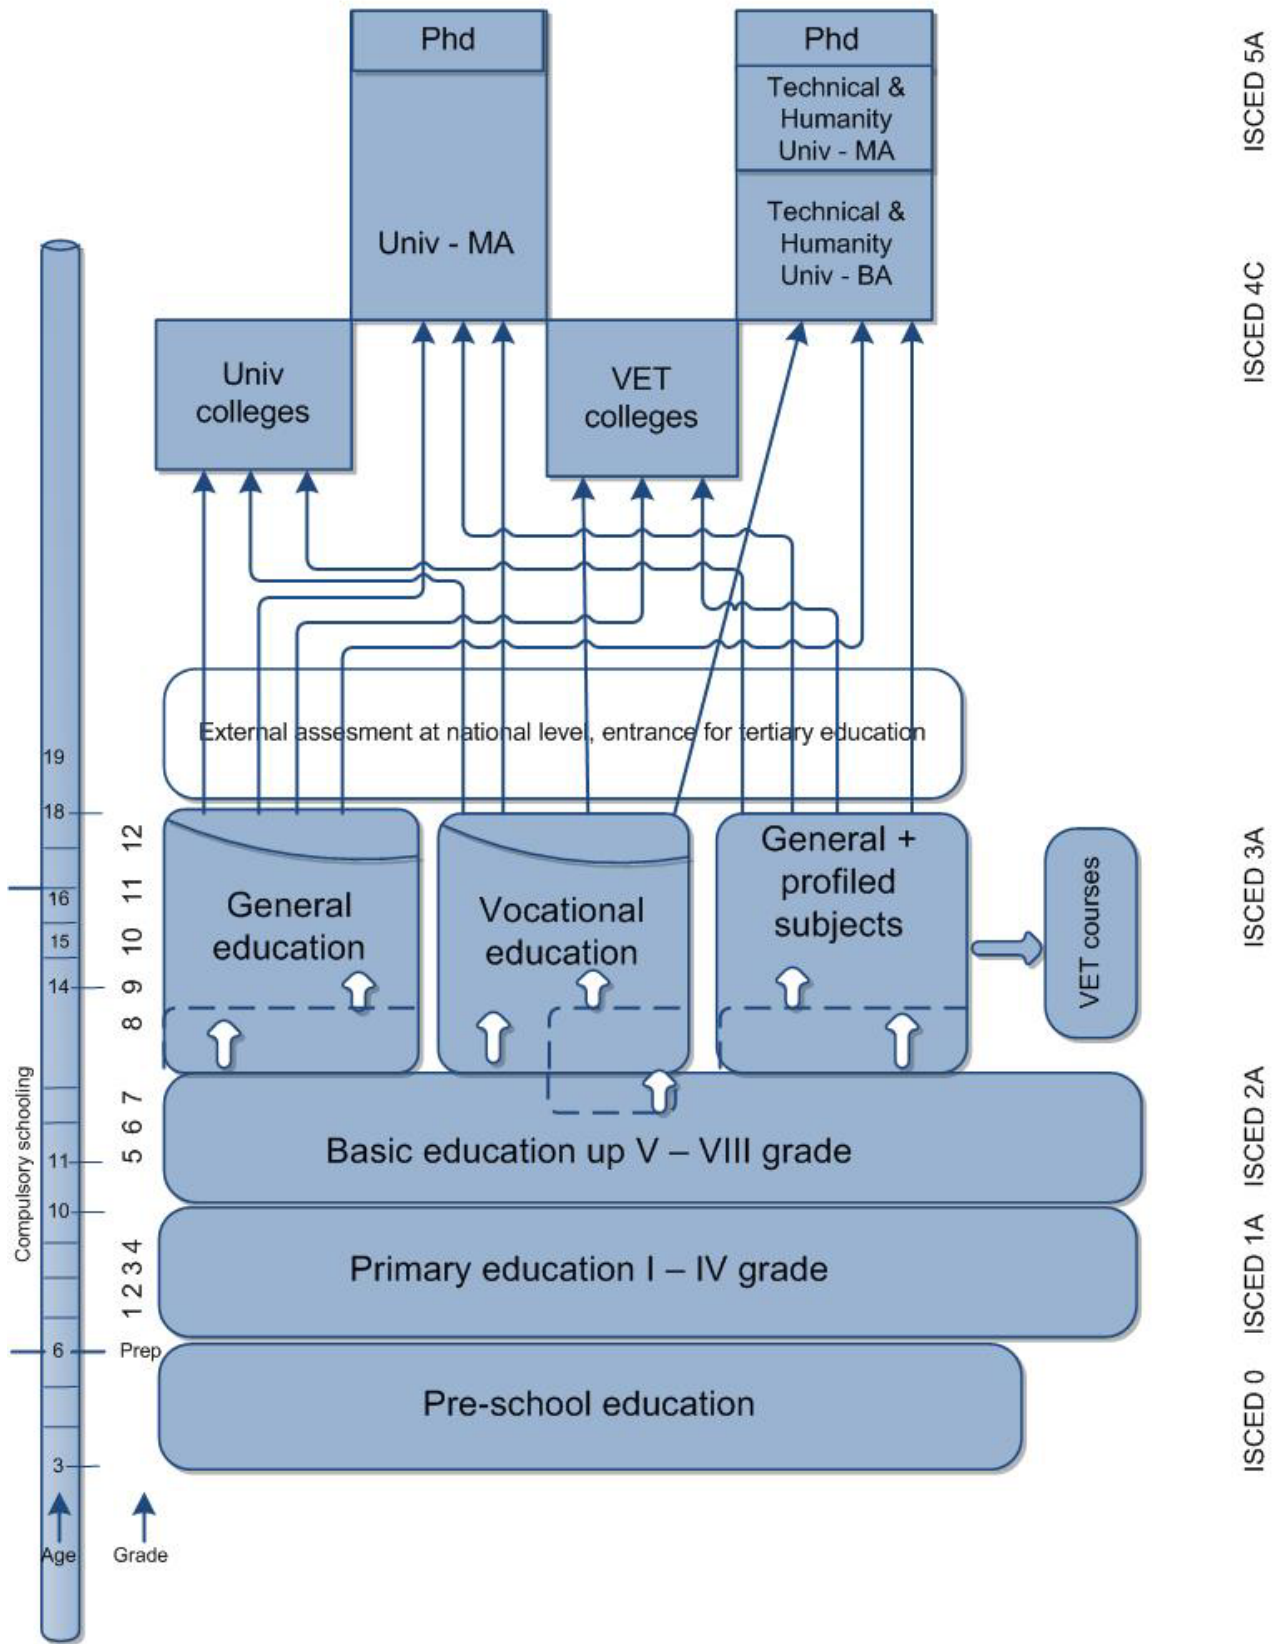 Phd
Phd
Technical &
Humanity
Univ - MA
Univ - MA
Technical &
Humanity
Univ - BA
ISCED 5A
ISCED 4C
Univ
colleges
VET
colleges
External assesment at national level, entrance for tertiary education
19
18
16
15
14
12
11
10
9
8
General
education
Vocational
education
General +
profiled
subjects
VET courses
ISCED 3A
Compulsory schooling
11
10
7
6
5
Basic education up V – VIII grade
ISCED 2A
4
3
2
1
Primary education I – IV grade
ISCED 1A
6
Prep
Pre-school education
ISCED 0
3
Age
Grade